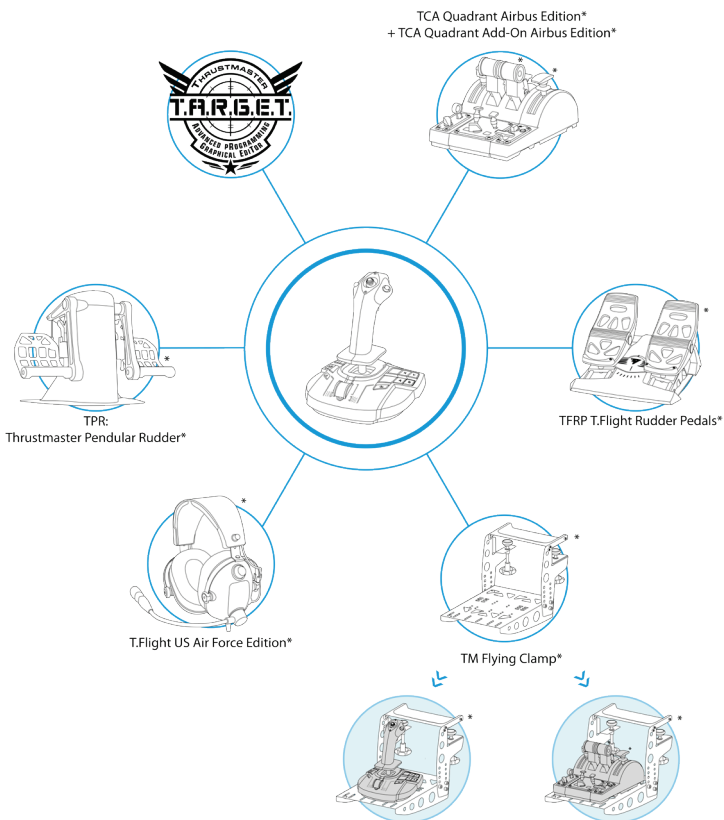 TCA Quadrant Airbus Edition*
+ TCA Quadrant Add-On Airbus Edition*
*
*
THRUSTMASTER
T.A.R.G.E.T.
ADVANCED PROGRAMMING
GRAPHICAL EDITOR
*
*
TPR:
Thrustmaster Pendular Rudder*
TFRP T.Flight Rudder Pedals*
*
*
T.Flight US Air Force Edition*
TM Flying Clamp*
*
*
*